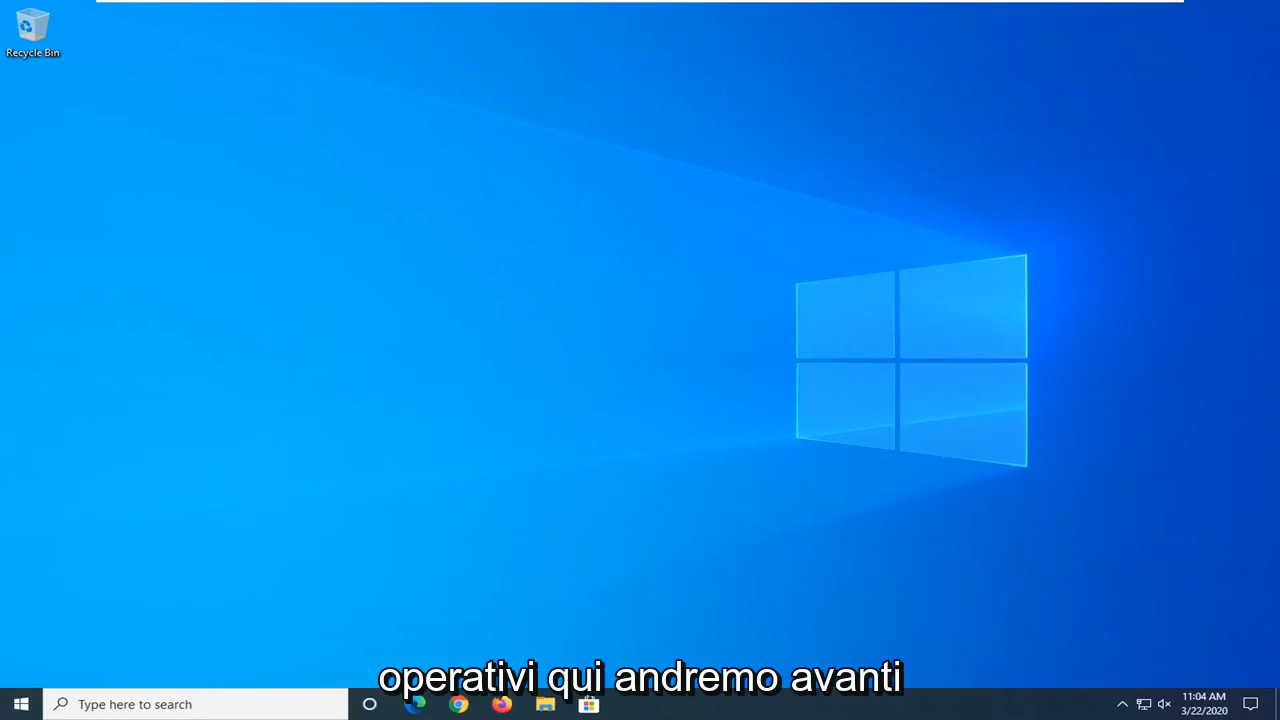 Recycle Bin
operativi qui andremo avanti
Type here to search
11:04 AM
3/22/2020